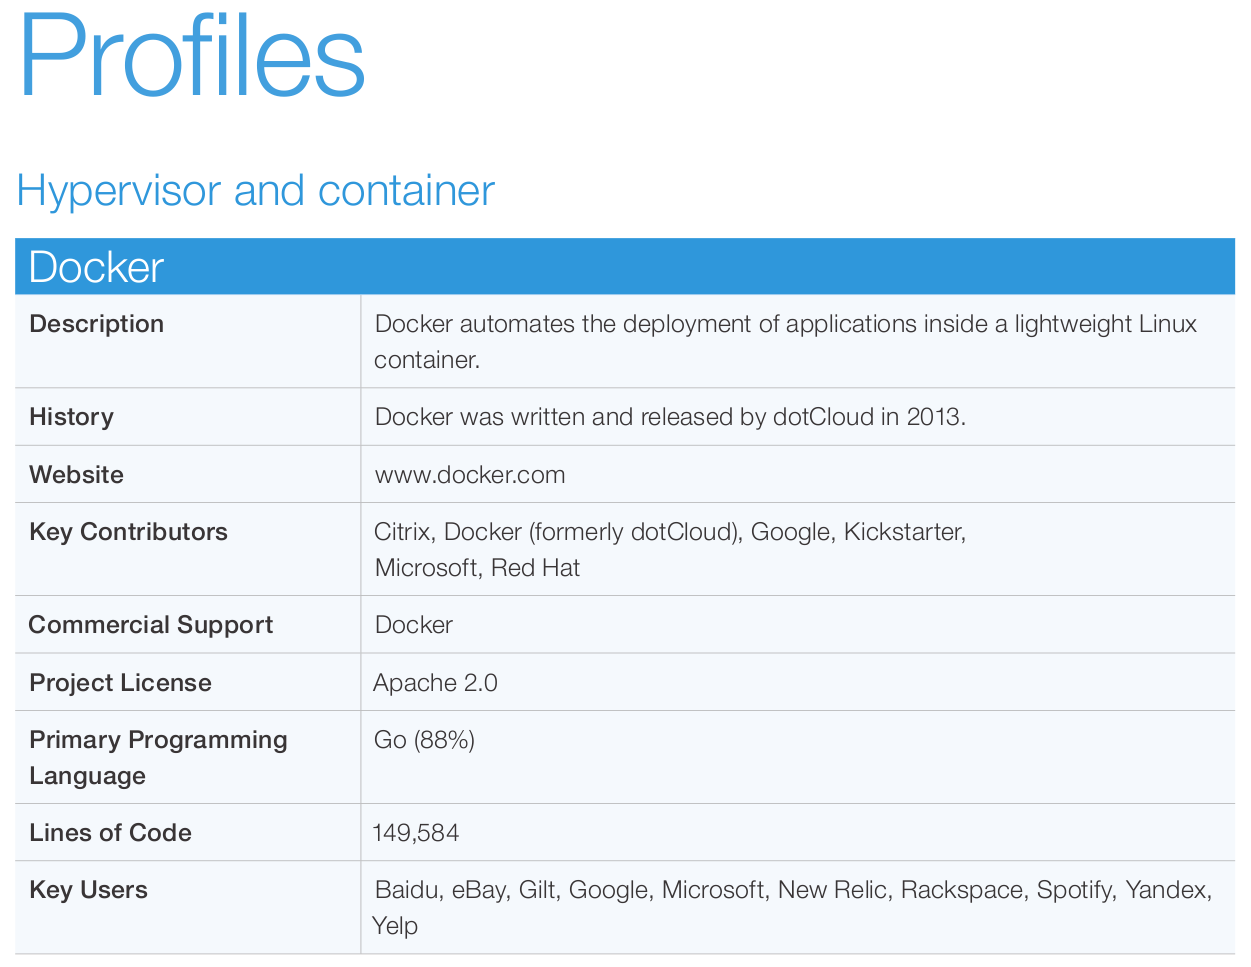 Profiles
Hypervisor and container
Docker
Description
Docker automates the deployment of applications inside a lightweight Linux
container.
History
Docker was written and released by dotCloud in 2013.
Website
www.docker.com
Key Contributors
Citrix, Docker (formerly dotCloud), Google, Kickstarter,
Microsoft, Red Hat
Commercial Support
Docker
Project License
Apache 2.0
Primary Programming
Language
Go (88%)
Lines of Code
149,584
Key Users
Baidu, eBay, Gilt, Google, Microsoft, New Relic, Rackspace, Spotify, Yandex,
Yelp